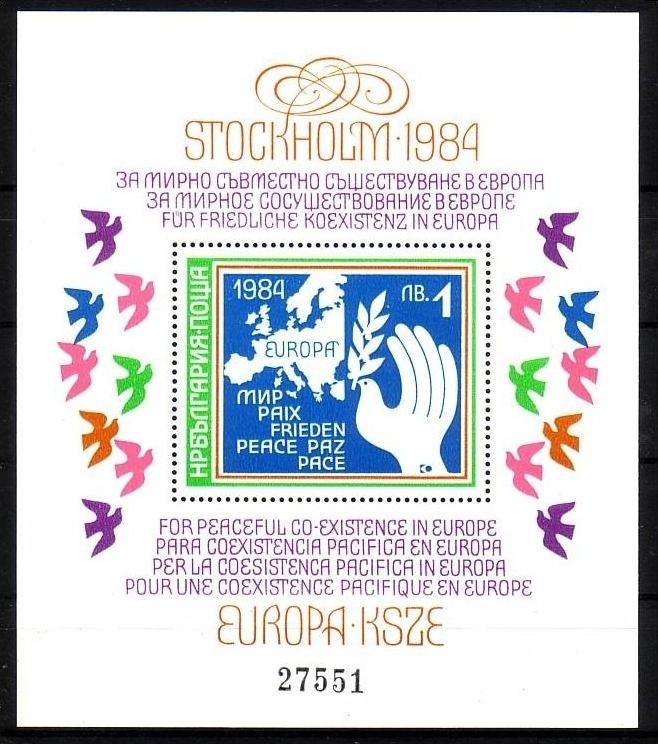 STOCKHOLM·1984
ЗА МИРНО СЪВМЕСТНО СЪЩЕСТВУВАНЕ В ЕВРОПА
ЗА МИРНОЕ СОСУЩЕСТВОВАНИЕ В ЕВРОПЕ
FÜR FRIEDLICHE KOEXISTENZ IN EUROPA
НРБЪЛГАРИЯ·ПОЩА
1984
ЛВ. 1
EUROPA
МИР
PAIX
FRIEDEN
PEACE PAZ
PACE
FOR PEACEFUL CO-EXISTENCE IN EUROPE
PARA COEXISTENCIA PACIFICA EN EUROPA
PER LA COESISTENCA PACIFICA IN EUROPA
POUR UNE COEXISTENCE PACIFIQUE EN EUROPE
EUROPA·KSZE
27551